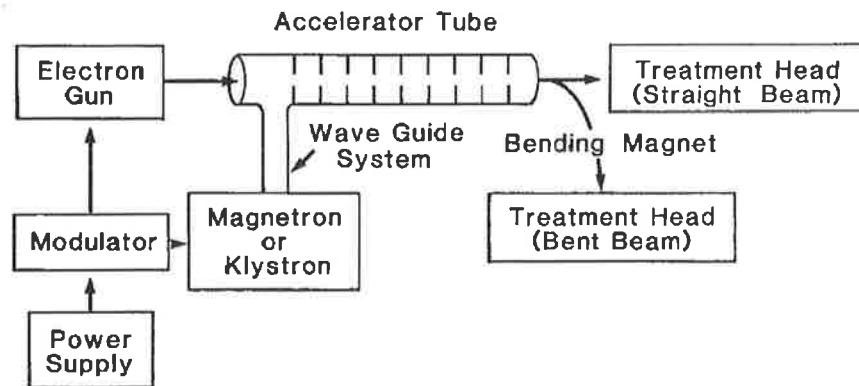 Accelerator Tube
Electron
Gun
Treatment Head
(Straight Beam)
Wave Guide
System
Bending Magnet
Modulator
Magnetron
or
Klystron
Treatment Head
(Bent Beam)
Power
Supply